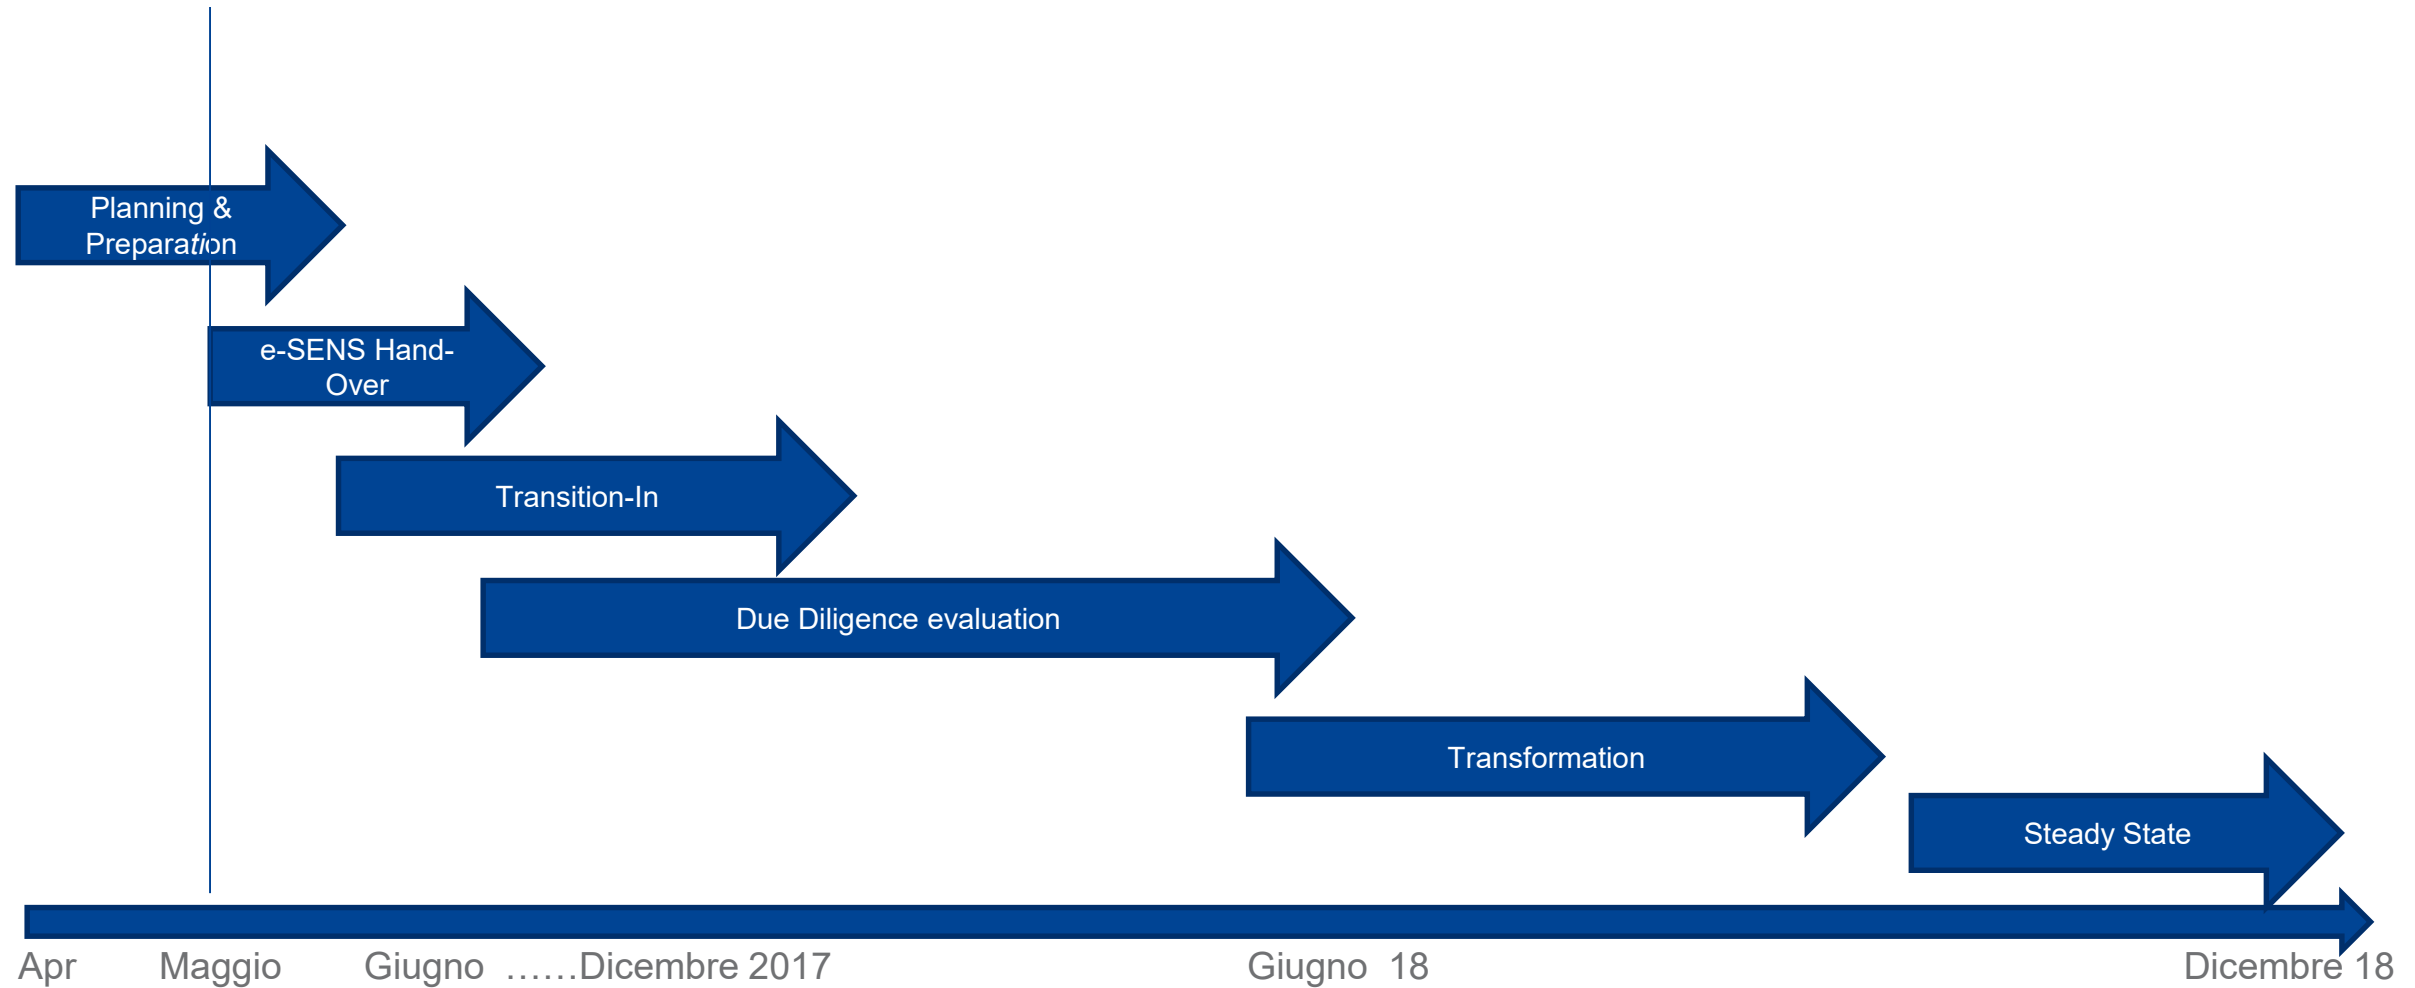 Planning &
Preparation
e-SENS Hand-
Over
Transition-In
Due Diligence evaluation
Transformation
Steady State
Apr Maggio Giugno ……Dicembre 2017 Giugno 18 Dicembre 18